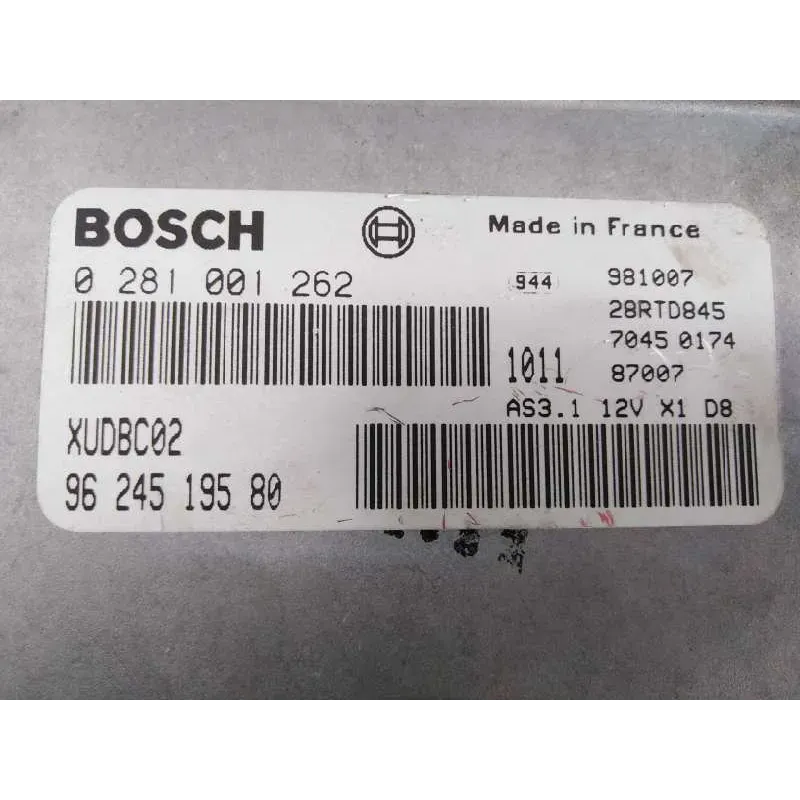 BOSCH Made in France
0 281 001 262 944 981007
28RTD845
7045 0174
1011 87007
AS3.1 12V X1 D8
XUDBC02
96 245 195 80